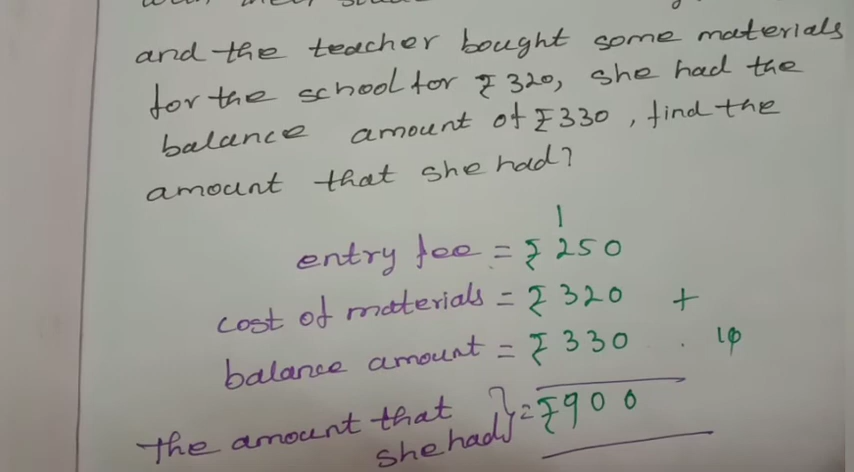 and the teacher bought some materials
for the school for ₹ 320, she had the
balance amount of ₹330, find the
amount that she had?
1
entry fee = ₹ 250
cost of materials = ₹ 320 +
balance amount = ₹ 330 . 10
the amount that } = ₹900
she had